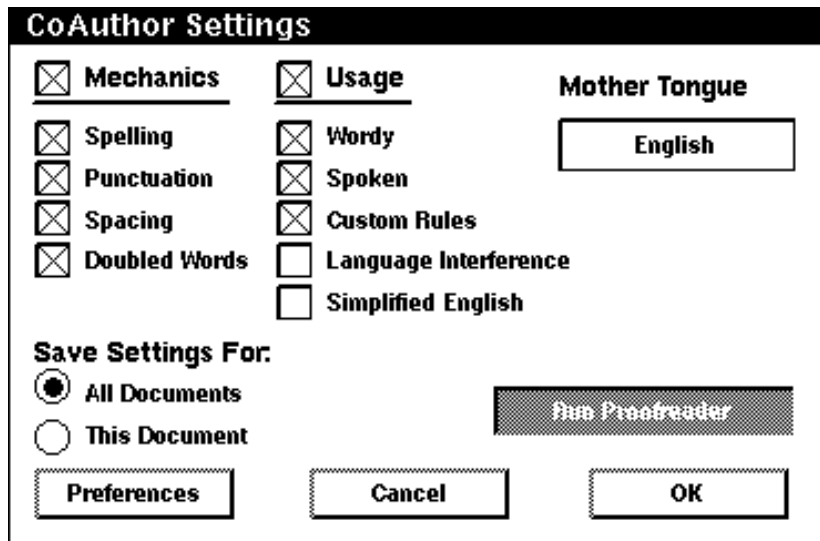 CoAuthor Settings
Mechanics
Spelling
Punctuation
Spacing
Doubled Words
Usage
Wordy
Spoken
Custom Rules
Language Interference
Simplified English
Mother Tongue
English
Save Settings For:
All Documents
This Document
Run Proofreader
Preferences
Cancel
OK